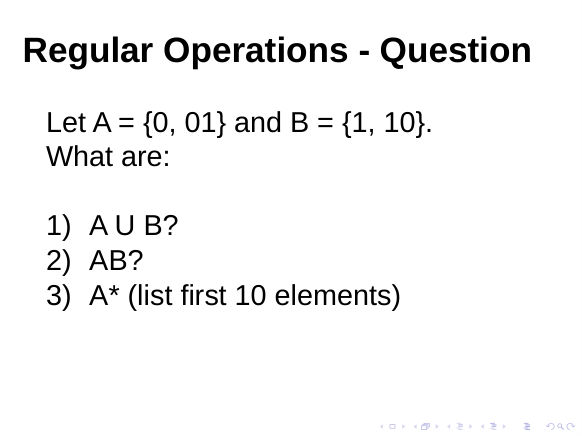 Regular Operations - Question
Let A = {0, 01} and B = {1, 10}.
What are:
1) A U B?
2) AB?
3) A* (list first 10 elements)